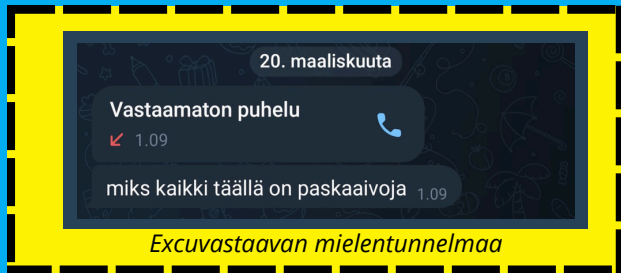 20. maaliskuuta
Vastaamaton puhelu
1.09
miks kaikki täällä on paskaaivoja 1.09
Excuvastaavan mielentunnelmaa